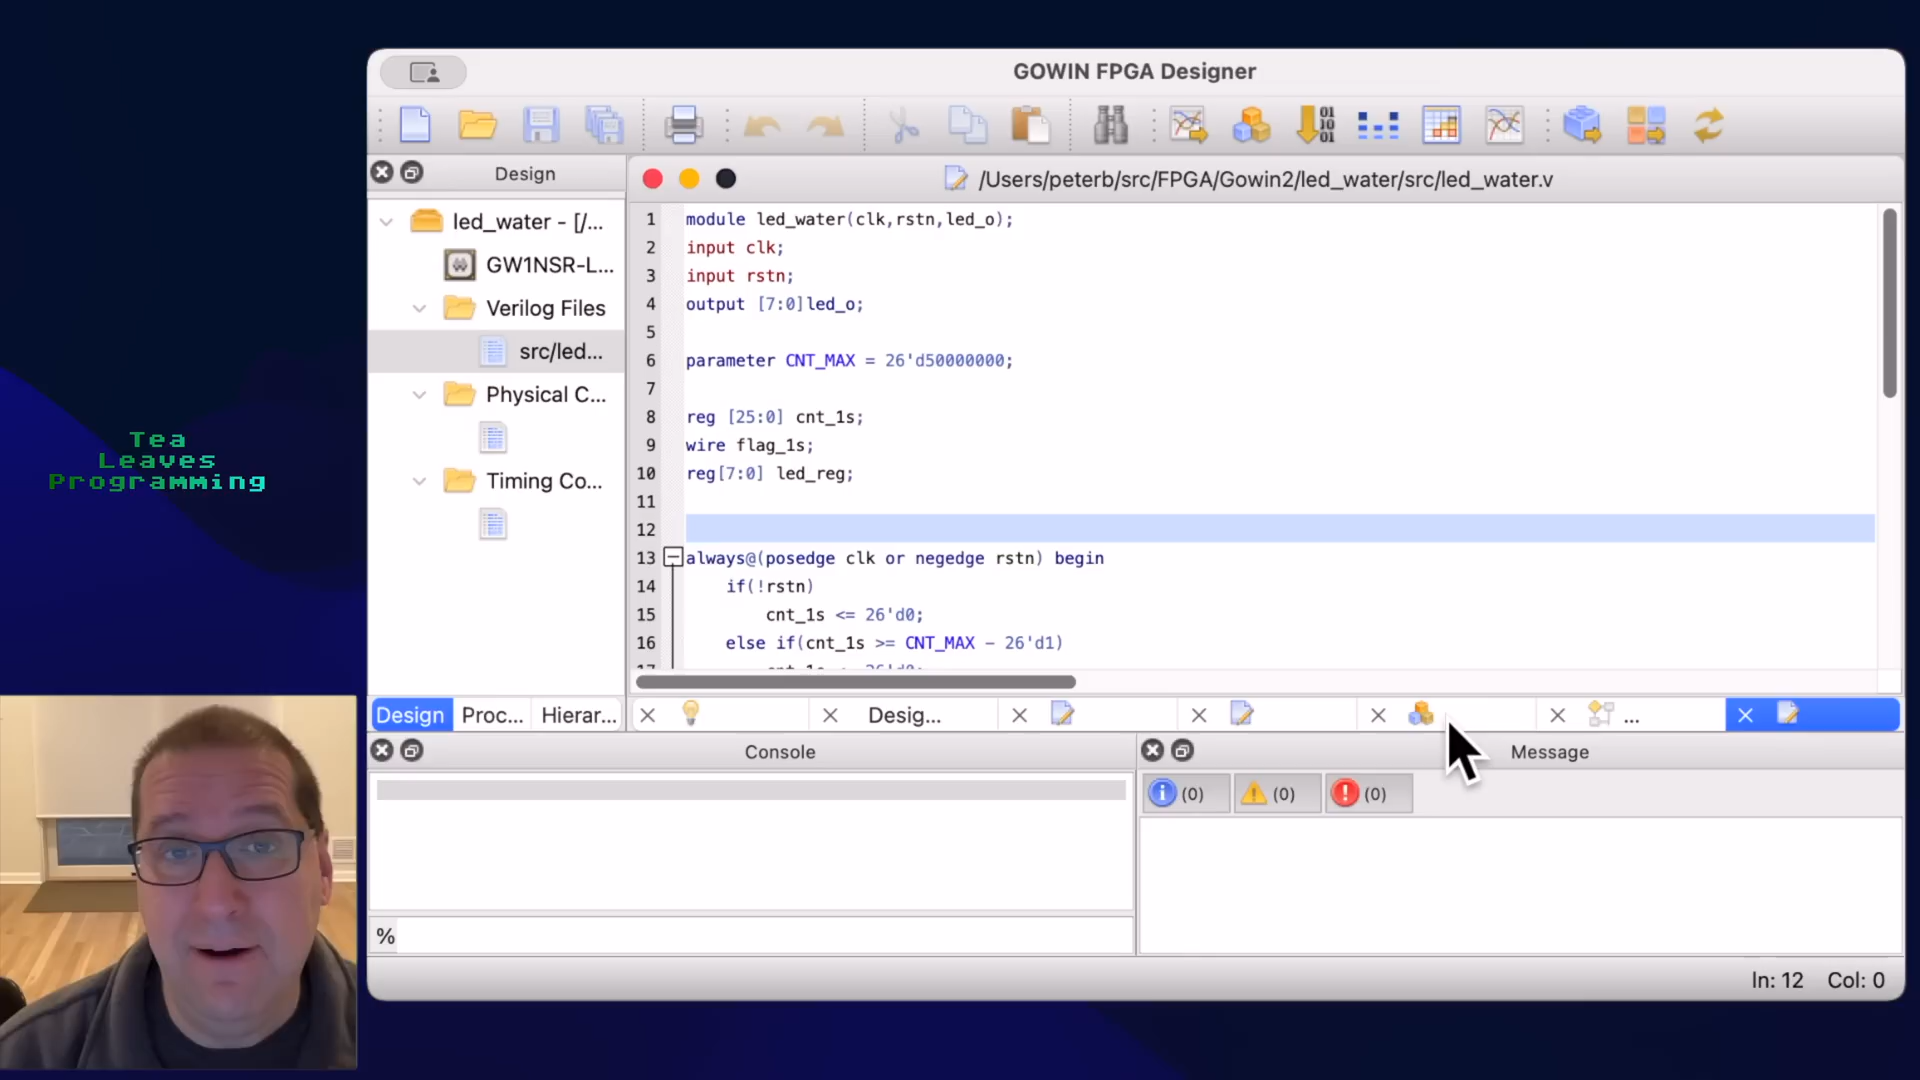 GOWIN FPGA Designer
01
10
01
Design
/Users/peterb/src/FPGA/Gowin2/led_water/src/led_water.v
led_water - [/...
GW1NSR-L...
Verilog Files
src/led...
Physical C...
Timing Co...
1 module led_water(clk,rstn,led_o);
2 input clk;
3 input rstn;
4 output [7:0]led_o;
5
6 parameter CNT_MAX = 26'd50000000;
7
8 reg [25:0] cnt_1s;
9 wire flag_1s;
10 reg[7:0] led_reg;
11
12
13 always@(posedge clk or negedge rstn) begin
14 if(!rstn)
15 cnt_1s <= 26'd0;
16 else if(cnt_1s >= CNT_MAX - 26'd1)
Tea
Leaves
Programming
Design Proc... Hierar...
Desig...
...
Console
Message
(0) (0) (0)
%
In: 12 Col: 0